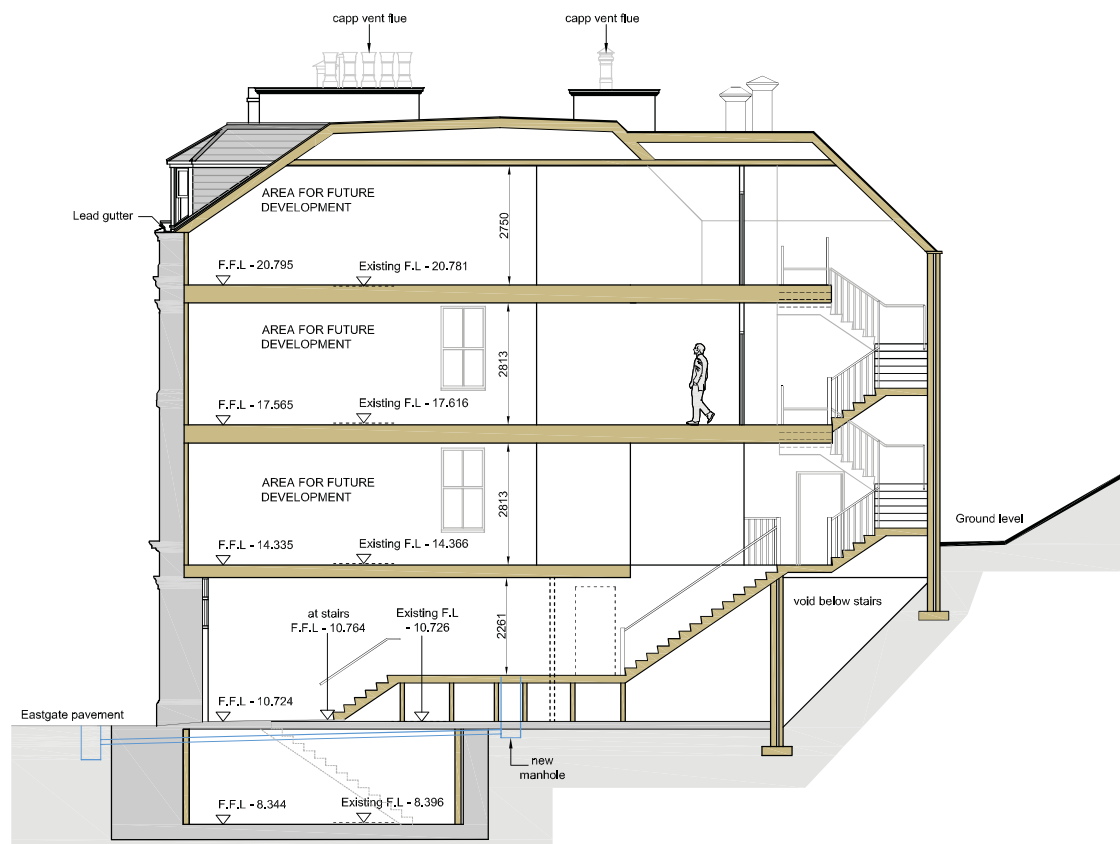 capp vent flue
capp vent flue
AREA FOR FUTURE
DEVELOPMENT
2750
Lead gutter
F.F.L - 20.795
Existing F.L - 20.781
AREA FOR FUTURE
DEVELOPMENT
2813
F.F.L - 17.565
Existing F.L - 17.616
AREA FOR FUTURE
DEVELOPMENT
2813
Ground level
F.F.L - 14.335
Existing F.L - 14.366
at stairs
F.F.L - 10.764
Existing F.L
- 10.726
2261
void below stairs
F.F.L - 10.724
Eastgate pavement
new
manhole
F.F.L - 8.344
Existing F.L - 8.396